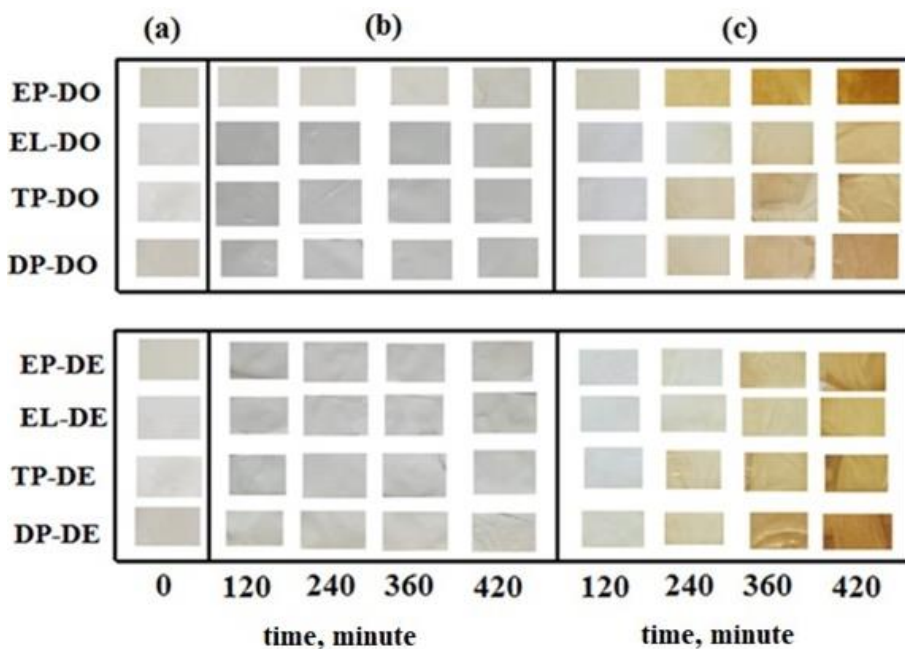 (a) (b) (c)
EP-DO
EL-DO
TP-DO
DP-DO
EP-DE
EL-DE
TP-DE
DP-DE
0 120 240 360 420 120 240 360 420
time, minute time, minute